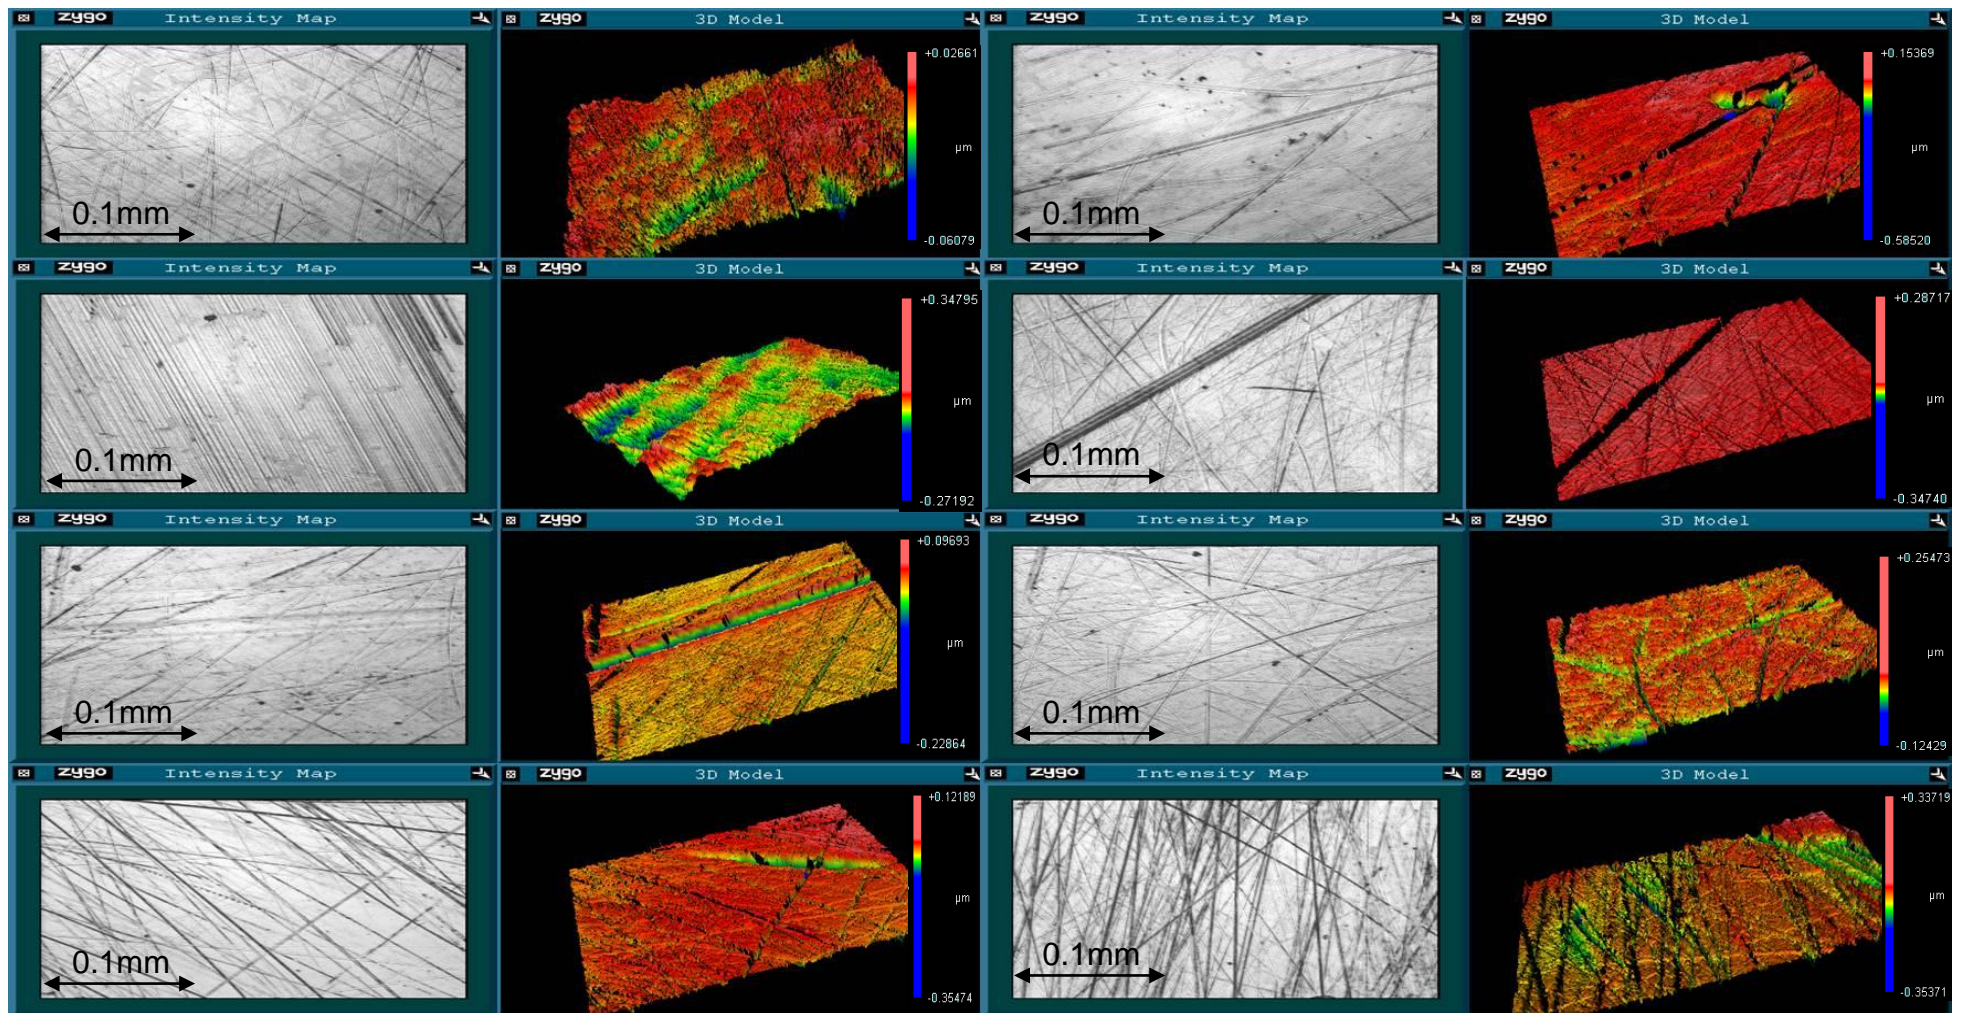 zygo Intensity Map
zygo 3D Model
zygo Intensity Map
zygo 3D Model
0.1mm
+0.02661
µm
-0.06079
0.1mm
+0.15369
µm
-0.58520
zygo Intensity Map
zygo 3D Model
zygo Intensity Map
zygo 3D Model
0.1mm
+0.34795
µm
-0.27192
0.1mm
+0.28717
µm
-0.34740
zygo Intensity Map
zygo 3D Model
zygo Intensity Map
zygo 3D Model
0.1mm
+0.09693
µm
-0.22864
0.1mm
+0.25473
µm
-0.12429
zygo Intensity Map
zygo 3D Model
zygo Intensity Map
zygo 3D Model
0.1mm
+0.12189
µm
-0.35474
0.1mm
+0.33719
µm
-0.35371